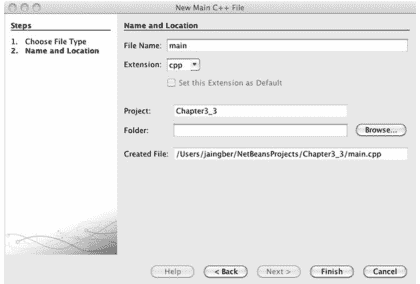 New Main C++ File
Steps
1. Choose File Type
2. Name and Location
Name and Location
File Name: main
Extension: cpp
Set this Extension as Default
Project: Chapter3_3
Folder: Browse...
Created File: /Users/jaingber/NetBeansProjects/Chapter3_3/main.cpp
Help < Back Next > Finish Cancel